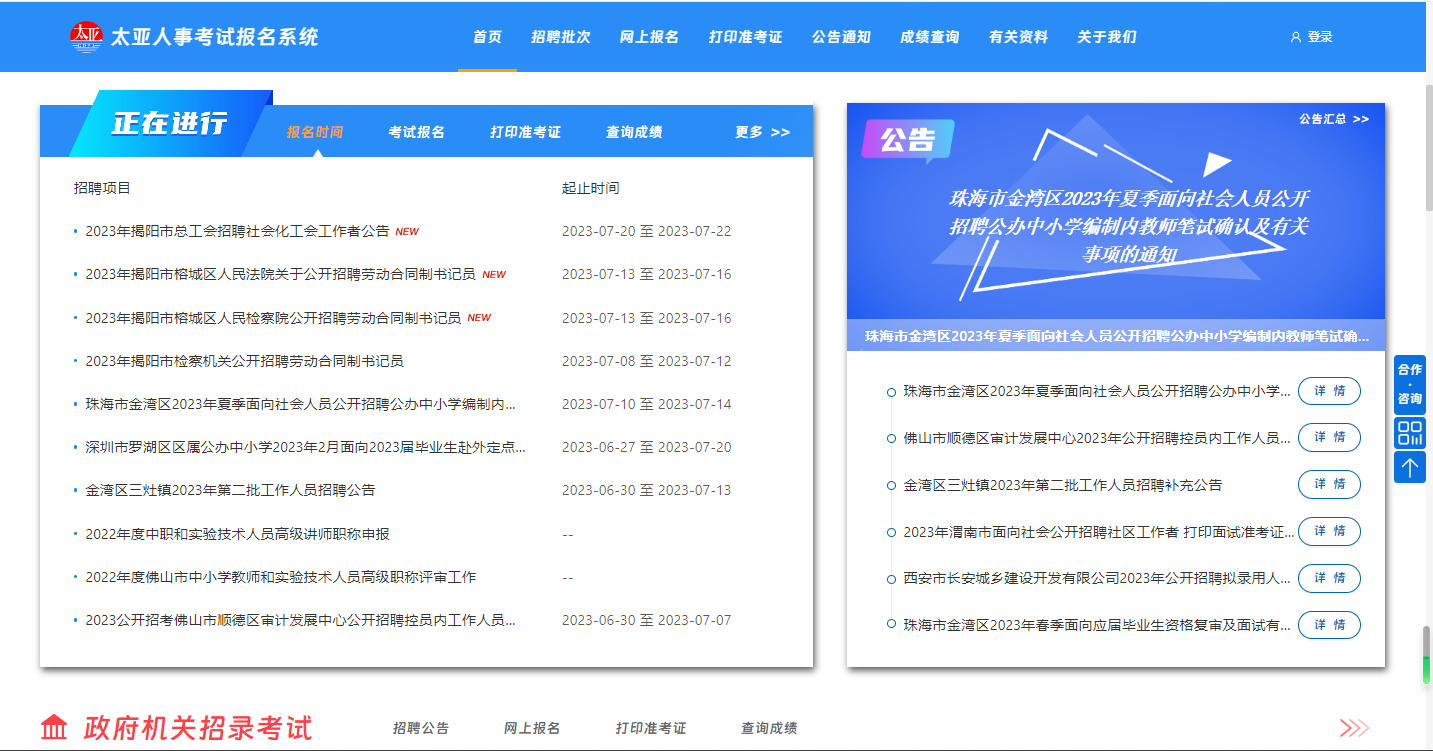 太亚 太亚人事考试报名系统 首页 招聘批次 网上报名 打印准考证 公告通知 成绩查询 有关资料 关于我们 登录
正在进行 报名时间 考试报名 打印准考证 查询成绩 更多 >>
招聘项目 起止时间
2023年揭阳市总工会招聘社会化工会工作者公告 NEW 2023-07-20 至 2023-07-22
2023年揭阳市榕城区人民法院关于公开招聘劳动合同制书记员 NEW 2023-07-13 至 2023-07-16
2023年揭阳市榕城区人民检察院公开招聘劳动合同制书记员 NEW 2023-07-13 至 2023-07-16
2023年揭阳市检察机关公开招聘劳动合同制书记员 2023-07-08 至 2023-07-12
珠海市金湾区2023年夏季面向社会人员公开招聘公办中小学编制内... 2023-07-10 至 2023-07-14
深圳市罗湖区区属公办中小学2023年2月面向2023届毕业生赴外定点... 2023-06-27 至 2023-07-20
金湾区三灶镇2023年第二批工作人员招聘公告 2023-06-30 至 2023-07-13
2022年度中职和实验技术人员高级讲师职称申报 --
2022年度佛山市中小学教师和实验技术人员高级职称评审工作 --
2023公开招考佛山市顺德区审计发展中心公开招聘控员内工作人员... 2023-06-30 至 2023-07-07
公告 公告汇总 >>
珠海市金湾区2023年夏季面向社会人员公开
招聘公办中小学编制内教师笔试确认及有关
事项的通知
珠海市金湾区2023年夏季面向社会人员公开招聘公办中小学编制内教师笔试确...
珠海市金湾区2023年夏季面向社会人员公开招聘公办中小学... 详 情
佛山市顺德区审计发展中心2023年公开招聘控员内工作人员... 详 情
金湾区三灶镇2023年第二批工作人员招聘补充公告 详 情
2023年渭南市面向社会公开招聘社区工作者 打印面试准考证... 详 情
西安市长安城乡建设开发有限公司2023年公开招聘拟录用人... 详 情
珠海市金湾区2023年春季面向应届毕业生资格复审及面试有... 详 情
合作
·
咨询
政府机关招录考试 招聘公告 网上报名 打印准考证 查询成绩